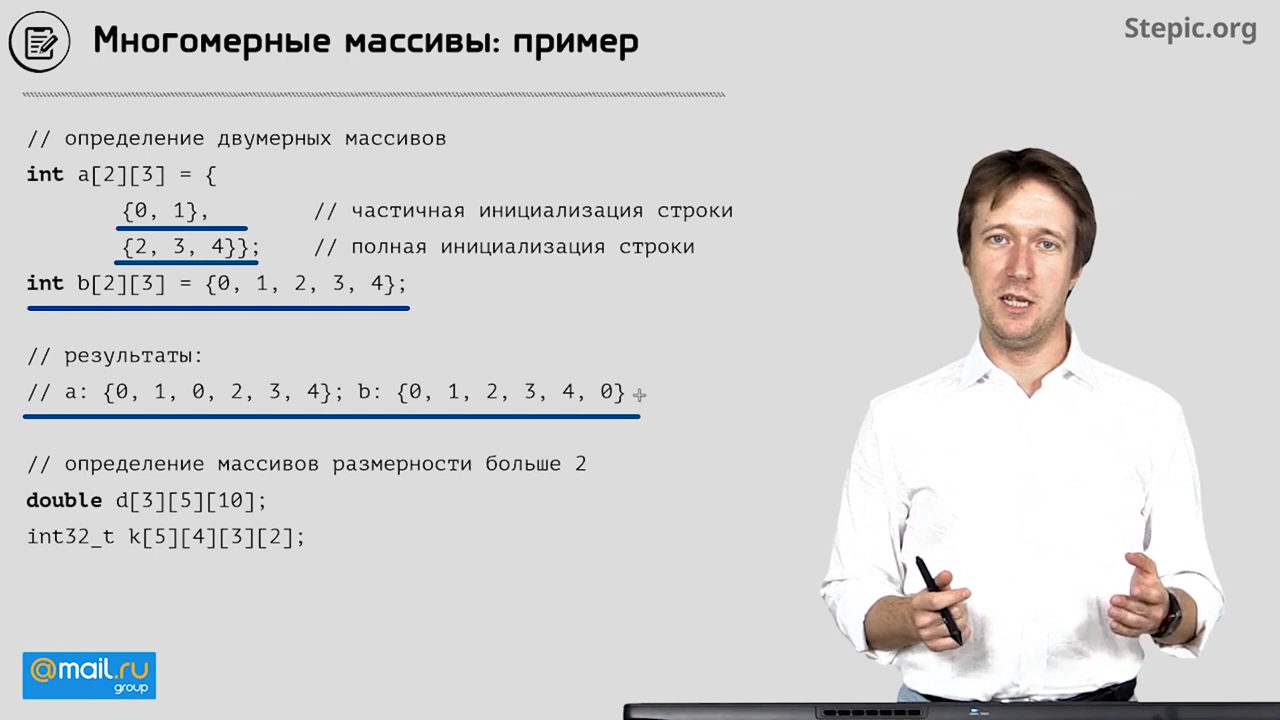 Многомерные массивы: пример
Stepic.org
// определение двумерных массивов
int a[2][3] = {
{0, 1}, // частичная инициализация строки
{2, 3, 4}}; // полная инициализация строки
int b[2][3] = {0, 1, 2, 3, 4};
// результаты:
// a: {0, 1, 0, 2, 3, 4}; b: {0, 1, 2, 3, 4, 0}
// определение массивов размерности больше 2
double d[3][5][10];
int32_t k[5][4][3][2];
@mail.ru
group